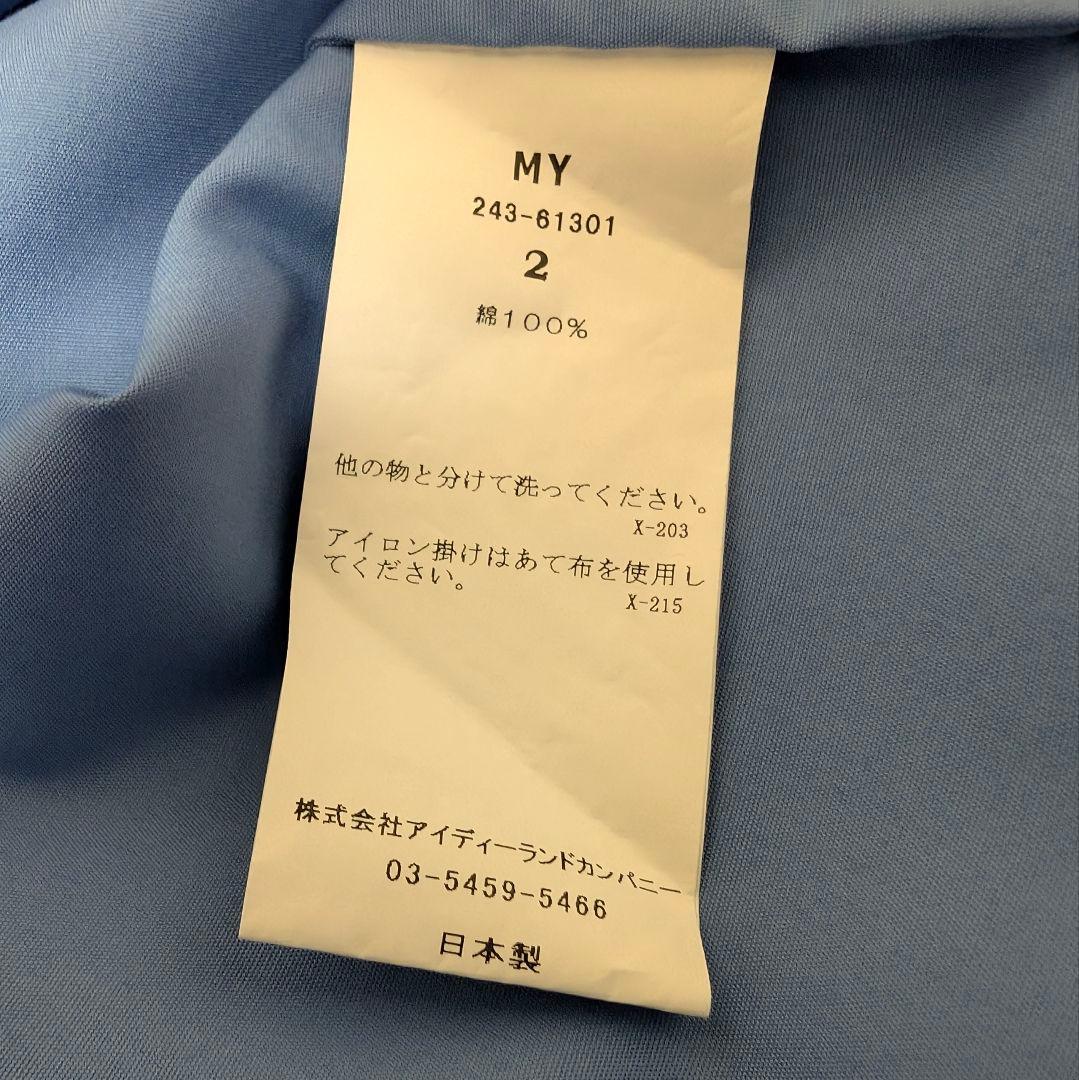 MY
243-61301
2
綿100%
他の物と分けて洗ってください。
X-203
アイロン掛けはあて布を使用し
てください。
X-215
株式会社アイディーランドカンパニー
03-5459-5466
日本製